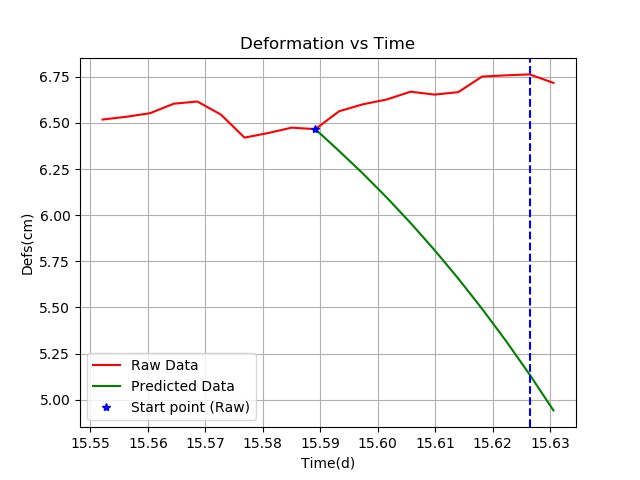 Deformation vs Time
Defs(cm)
6.75
6.50
6.25
6.00
5.75
5.50
5.25
5.00
Raw Data
Predicted Data
Start point (Raw)
15.55 15.56 15.57 15.58 15.59 15.60 15.61 15.62 15.63
Time(d)